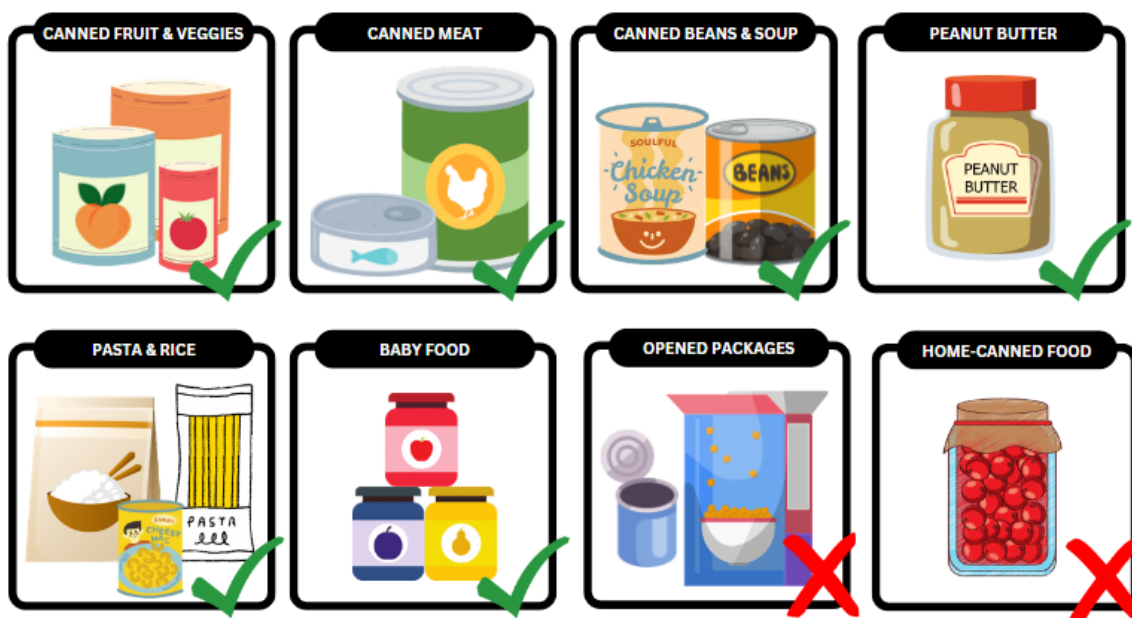 CANNED FRUIT & VEGGIES
CANNED MEAT
CANNED BEANS & SOUP
PEANUT BUTTER
SOULFUL
Chicken
Soup
BEANS
PEANUT
BUTTER
PASTA & RICE
BABY FOOD
OPENED PACKAGES
HOME-CANNED FOOD
PASTA
CHEESY
MAC